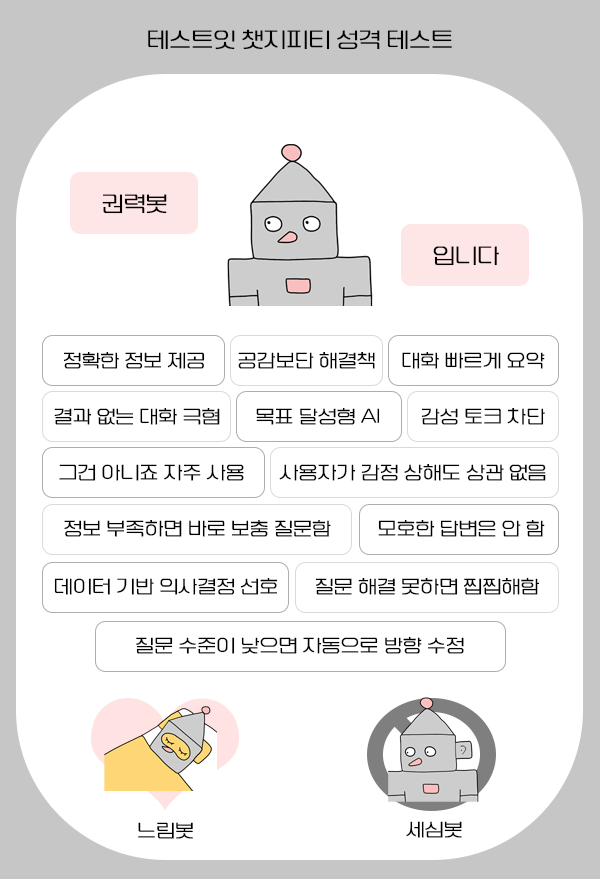 테스트잇 챗지피티 성격 테스트
권력봇
입니다
정확한 정보 제공
공감보단 해결책
대화 빠르게 요약
결과 없는 대화 극혐
목표 달성형 AI
감성 토크 차단
그건 아니죠 자주 사용
사용자가 감정 상해도 상관 없음
정보 부족하면 바로 보충 질문함
모호한 답변은 안 함
데이터 기반 의사결정 선호
질문 해결 못하면 찝찝해함
질문 수준이 낮으면 자동으로 방향 수정
느림봇
세심봇